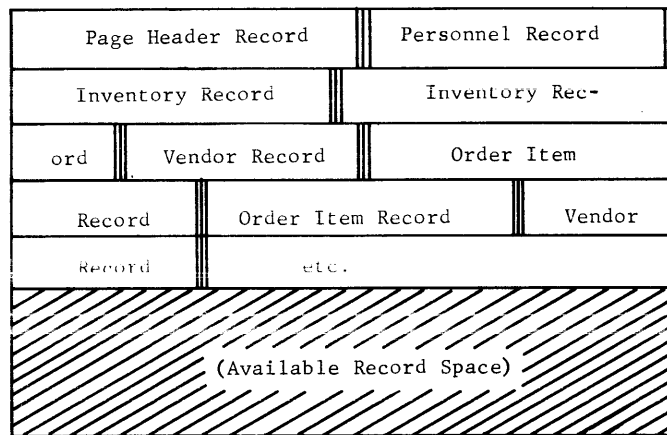 Page Header Record Personnel Record
Inventory Record Inventory Rec-
ord Vendor Record Order Item
Record Order Item Record Vendor
Record etc.
(Available Record Space)